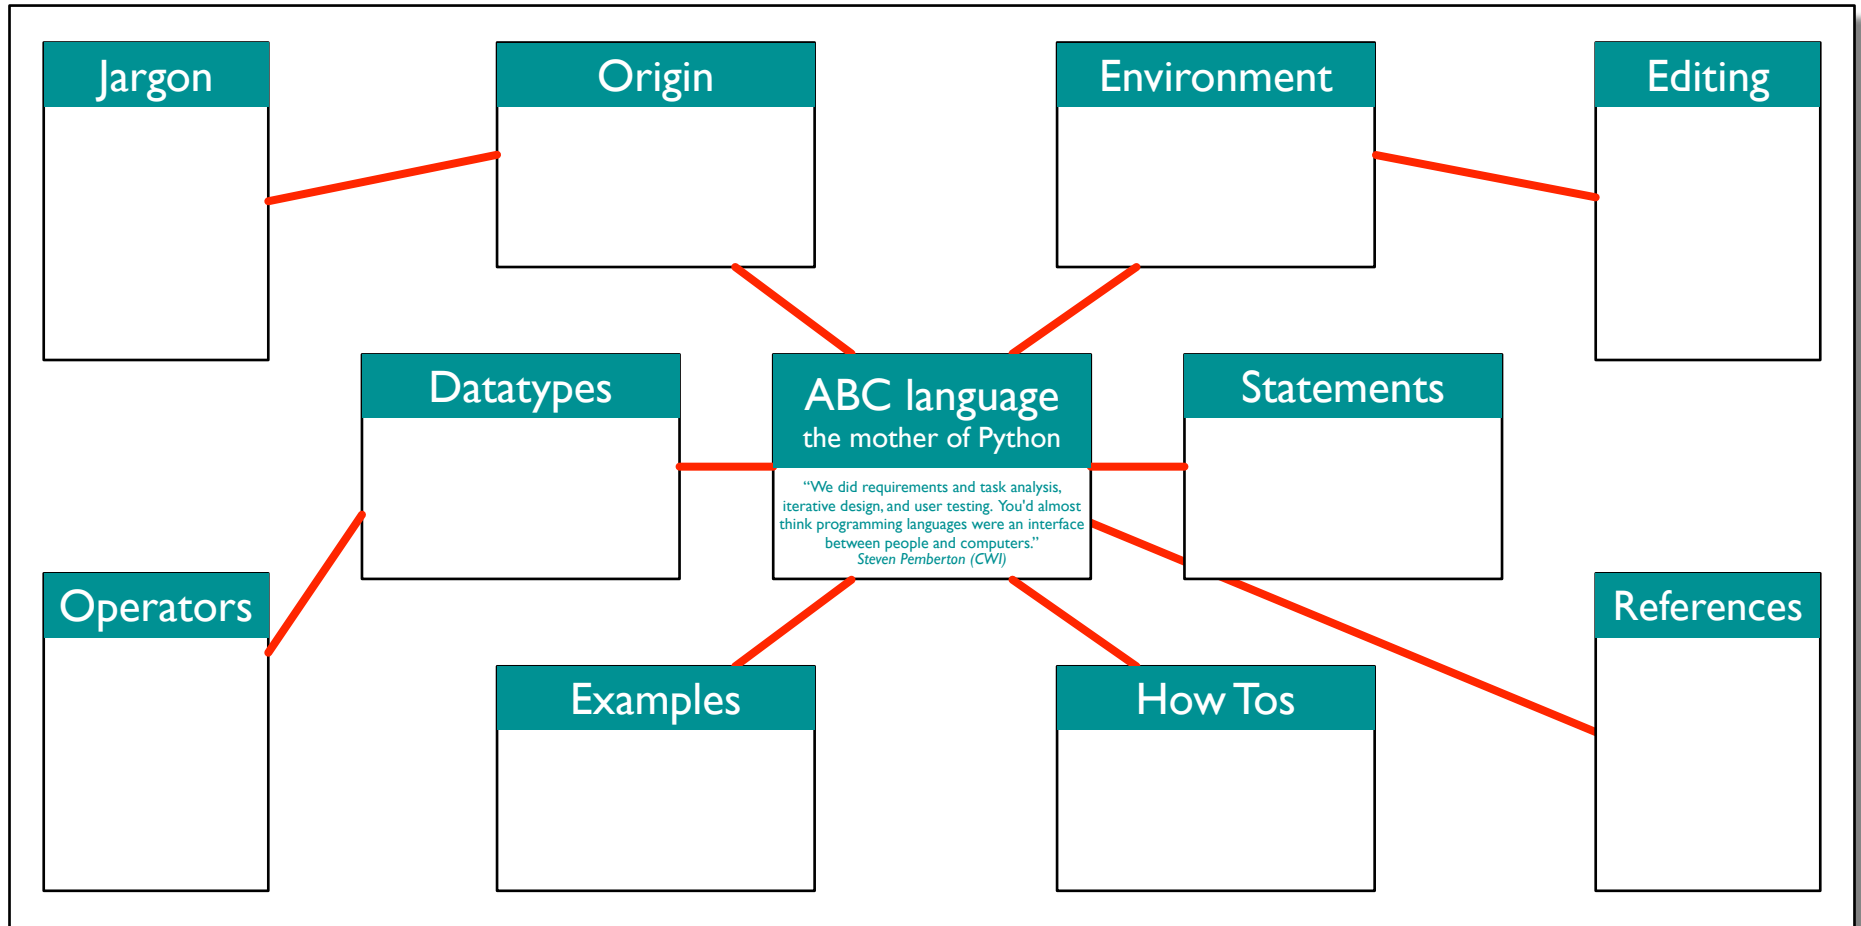 Jargon
Origin
Environment
Editing
Datatypes
ABC language
the mother of Python
“We did requirements and task analysis,
iterative design, and user testing. You'd almost
think programming languages were an interface
between people and computers.”
Steven Pemberton (CWI)
Statements
Operators
References
Examples
How Tos